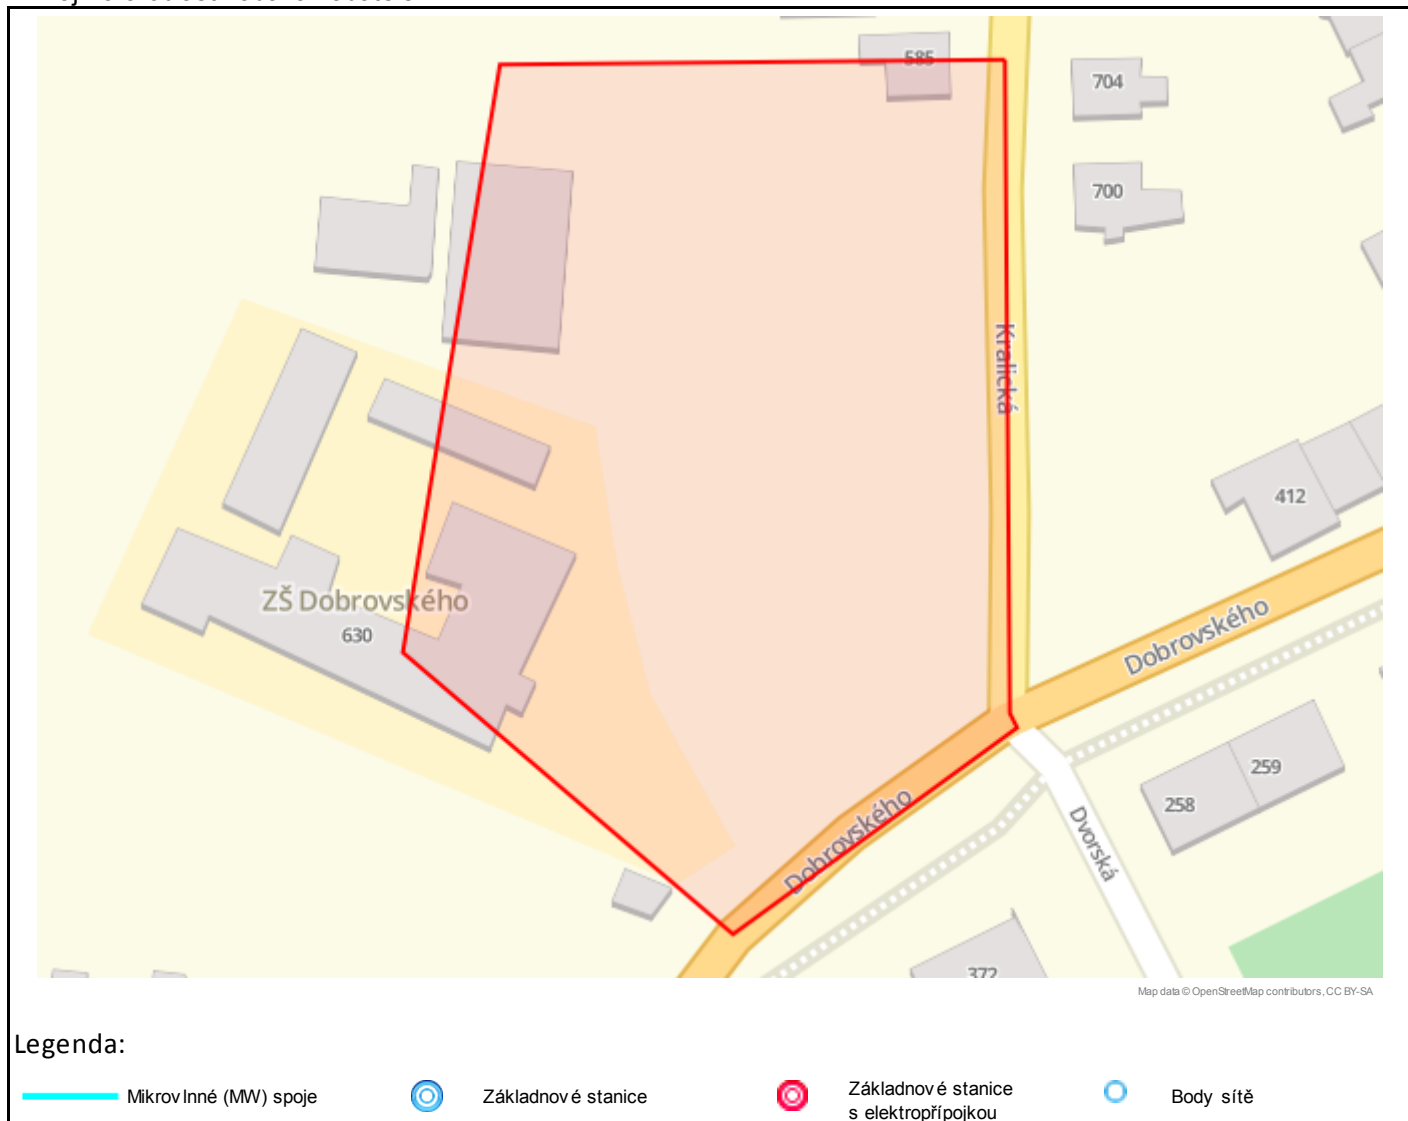 585
704
700
Kralická
412
ZŠ Dobrovského
630
Dobrovského
259
258
Dobrovského
Dvorská
372
Map data © OpenStreetMap contributors, CC BY-SA
Legenda:
Mikrovlnné (MW) spoje
Základnové stanice
Základnové stanice
s elektropřípojkou
Body sítě